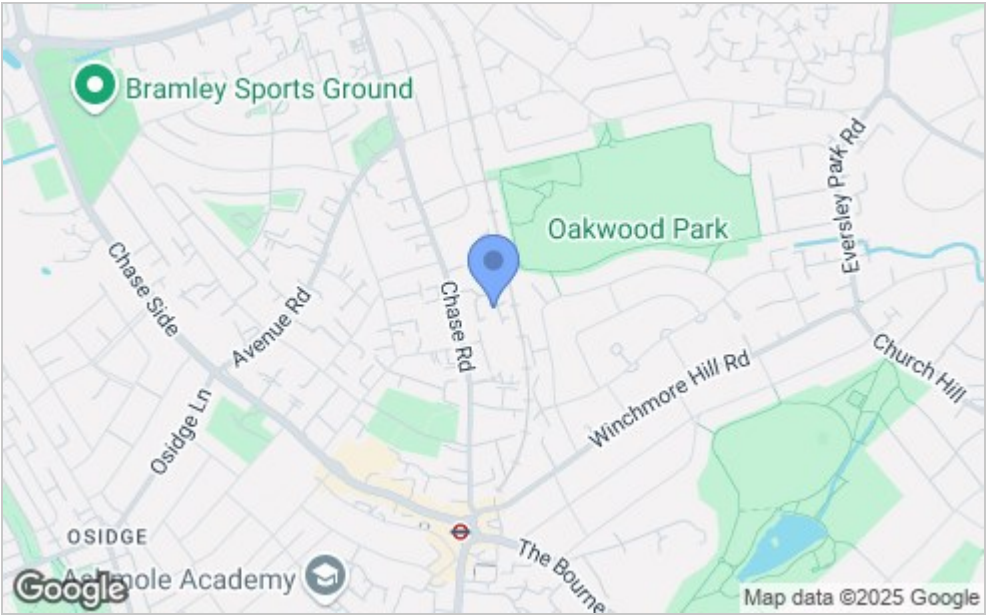 Bramley Sports Ground
Eversley Park Rd
Oakwood Park
Chase Side
Avenue Rd
Chase Rd
Church Hill
Winchmore Hill Rd
Osidge Ln
OSIDGE
The Bourne
Academy
Google
Map data ©2025 Google